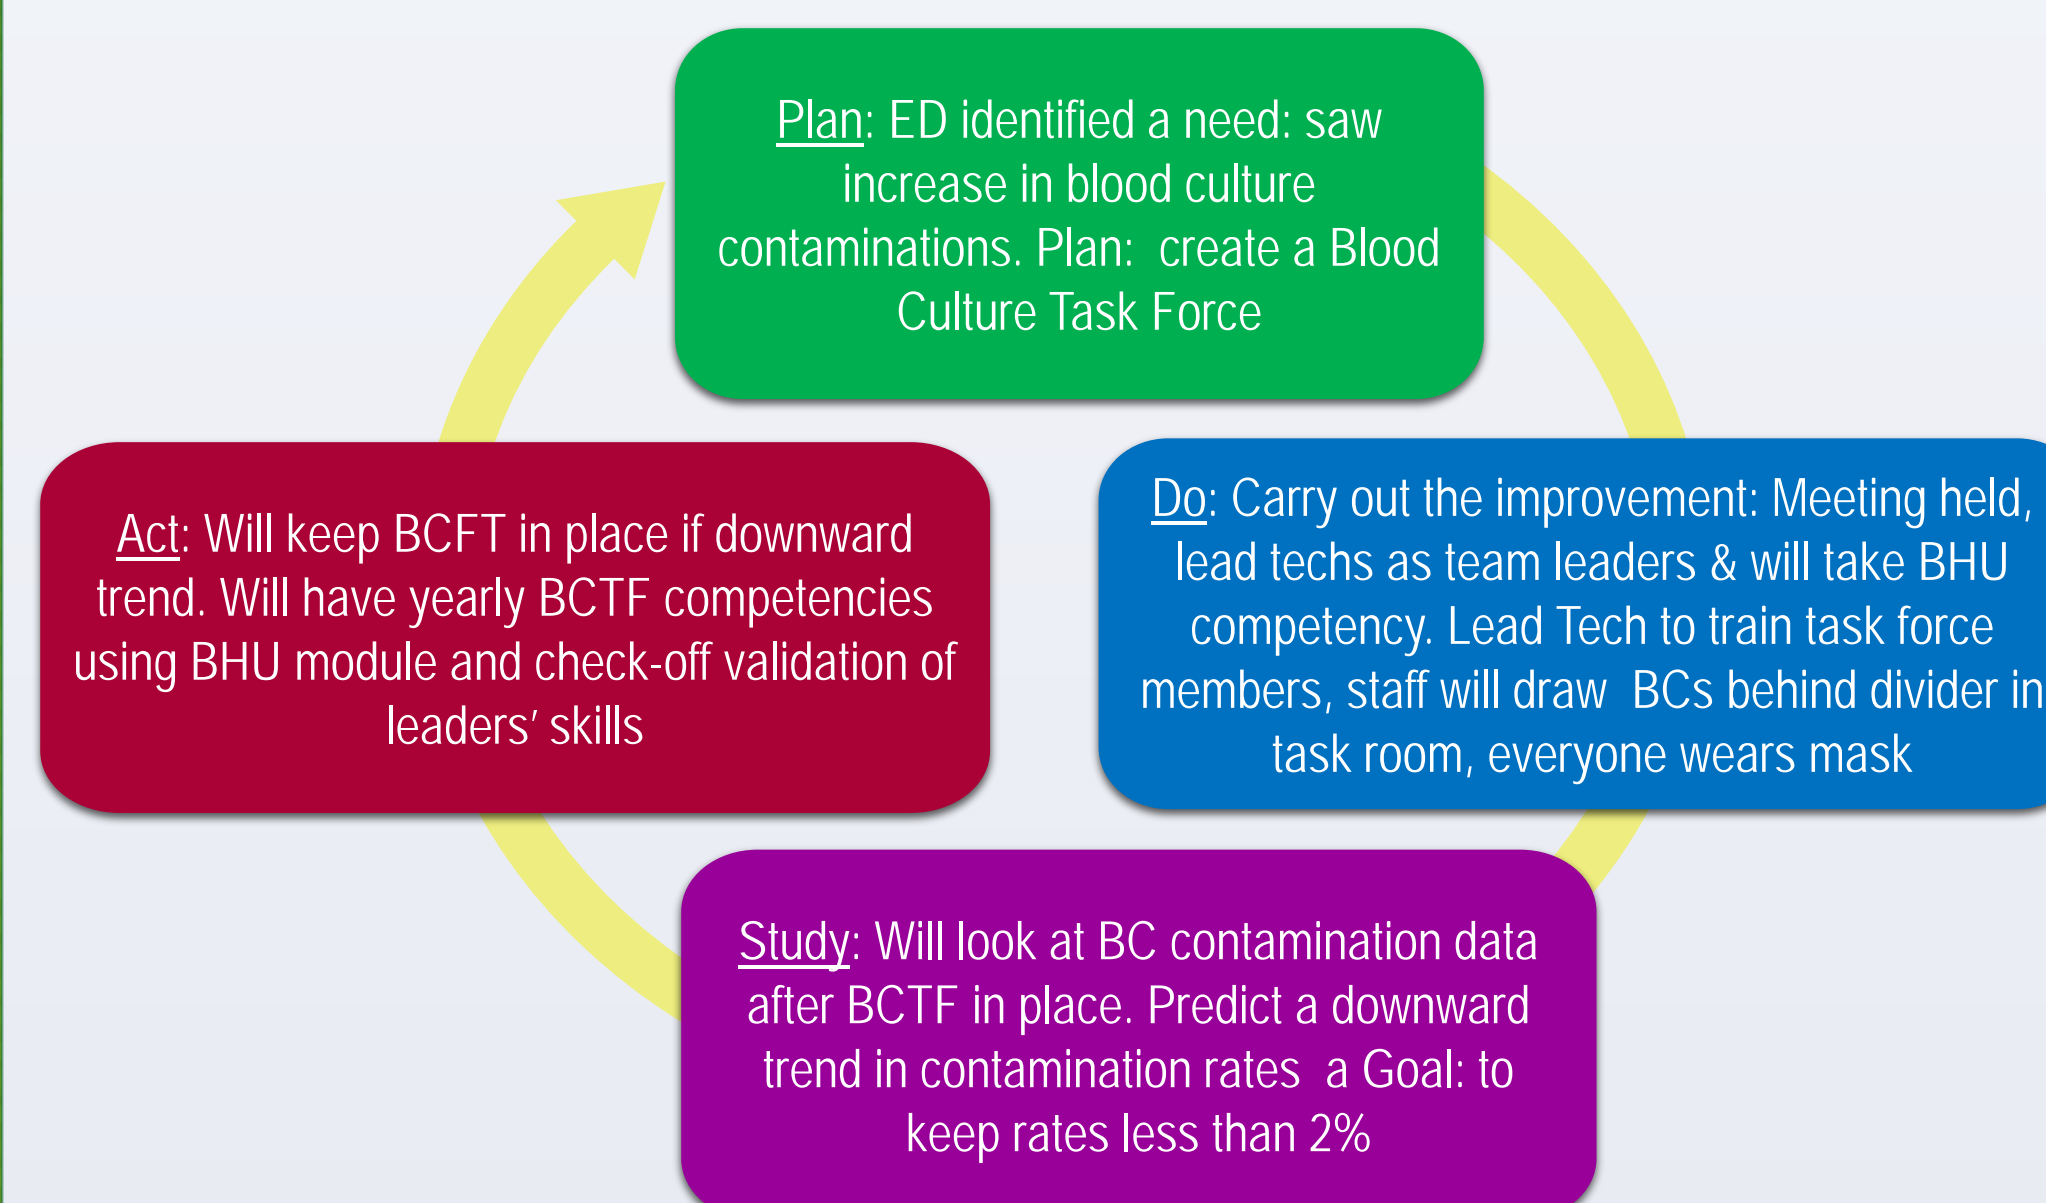 Plan: ED identified a need: saw
increase in blood culture
contaminations. Plan:  create a Blood
Culture Task Force
Do: Carry out the improvement: Meeting held,
lead techs as team leaders & will take BHU
competency. Lead Tech to train task force
members, staff will draw  BCs behind divider in
task room, everyone wears mask
Study: Will look at BC contamination data
after BCTF in place. Predict a downward
trend in contamination rates  a Goal: to
keep rates less than 2%
Act: Will keep BCFT in place if downward
trend. Will have yearly BCTF competencies
using BHU module and check-off validation of
leaders’ skills